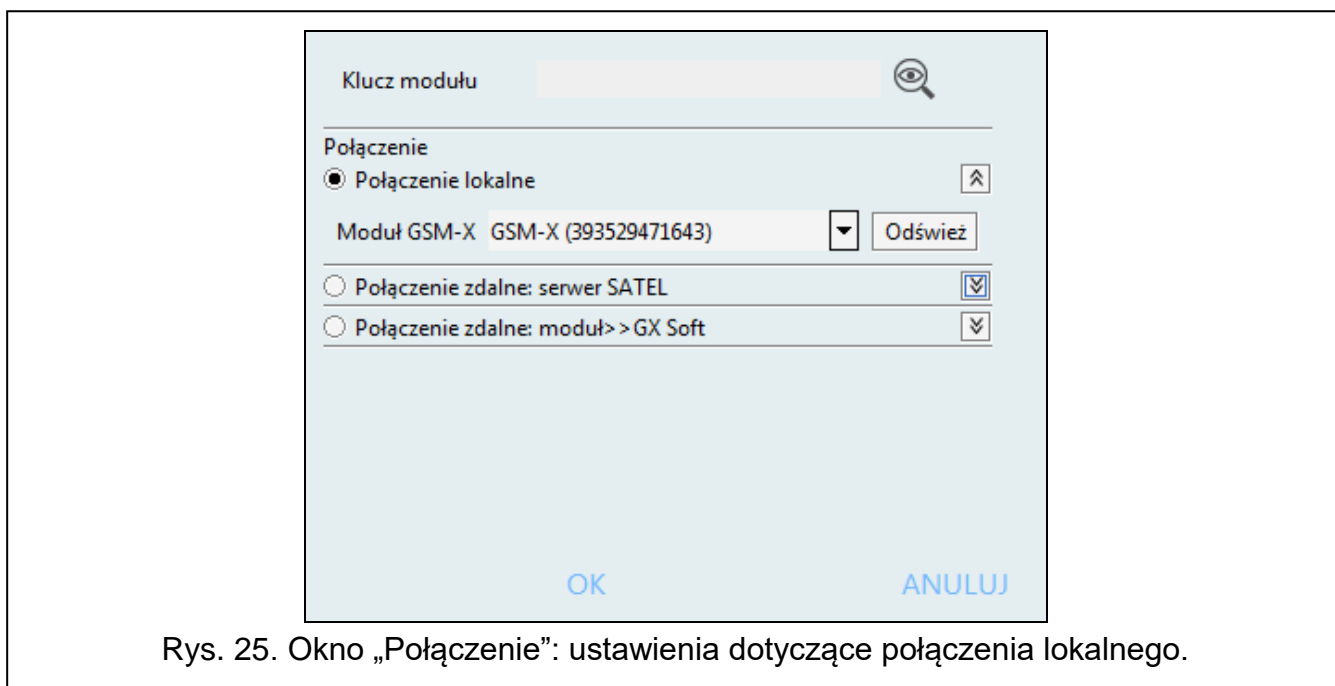 Klucz modułu
Połączenie
Połączenie lokalne
Moduł GSM-X GSM-X (393529471643) Odśwież
Połączenie zdalne: serwer SATEL
Połączenie zdalne: moduł>>GX Soft
OK ANULUJ
Rys. 25. Okno „Połączenie”: ustawienia dotyczące połączenia lokalnego.